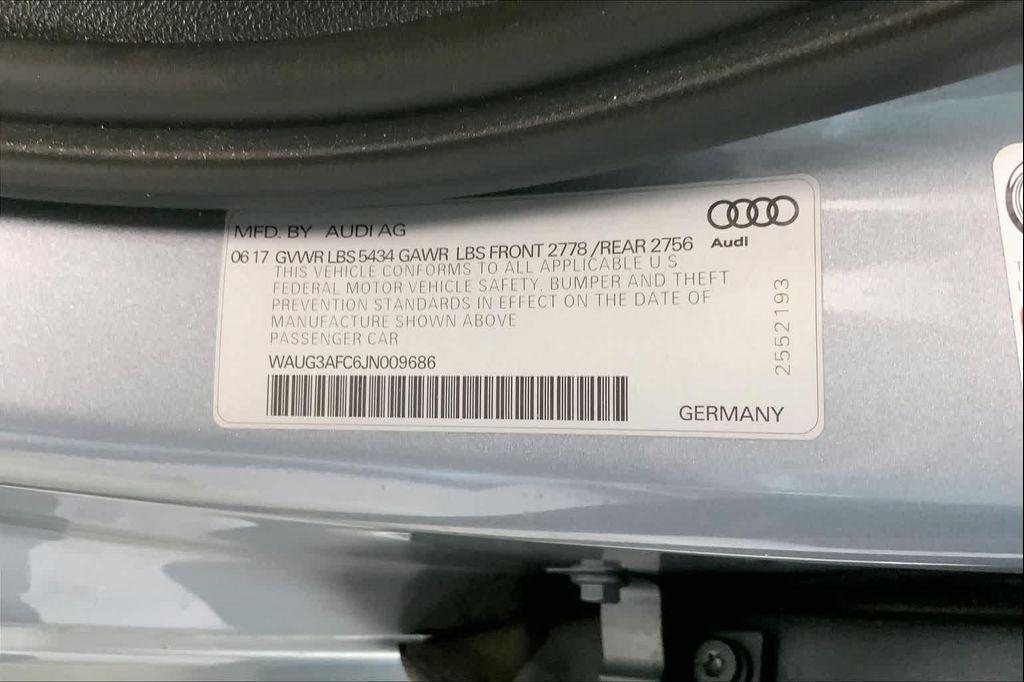 MFD. BY AUDI AG
Audi
06 17 GVWR LBS 5434 GAWR LBS FRONT 2778 /REAR 2756
THIS VEHICLE CONFORMS TO ALL APPLICABLE U S
FEDERAL MOTOR VEHICLE SAFETY, BUMPER AND THEFT
PREVENTION STANDARDS IN EFFECT ON THE DATE OF
MANUFACTURE SHOWN ABOVE
PASSENGER CAR
WAUG3AFC6JN009686
2552193
GERMANY